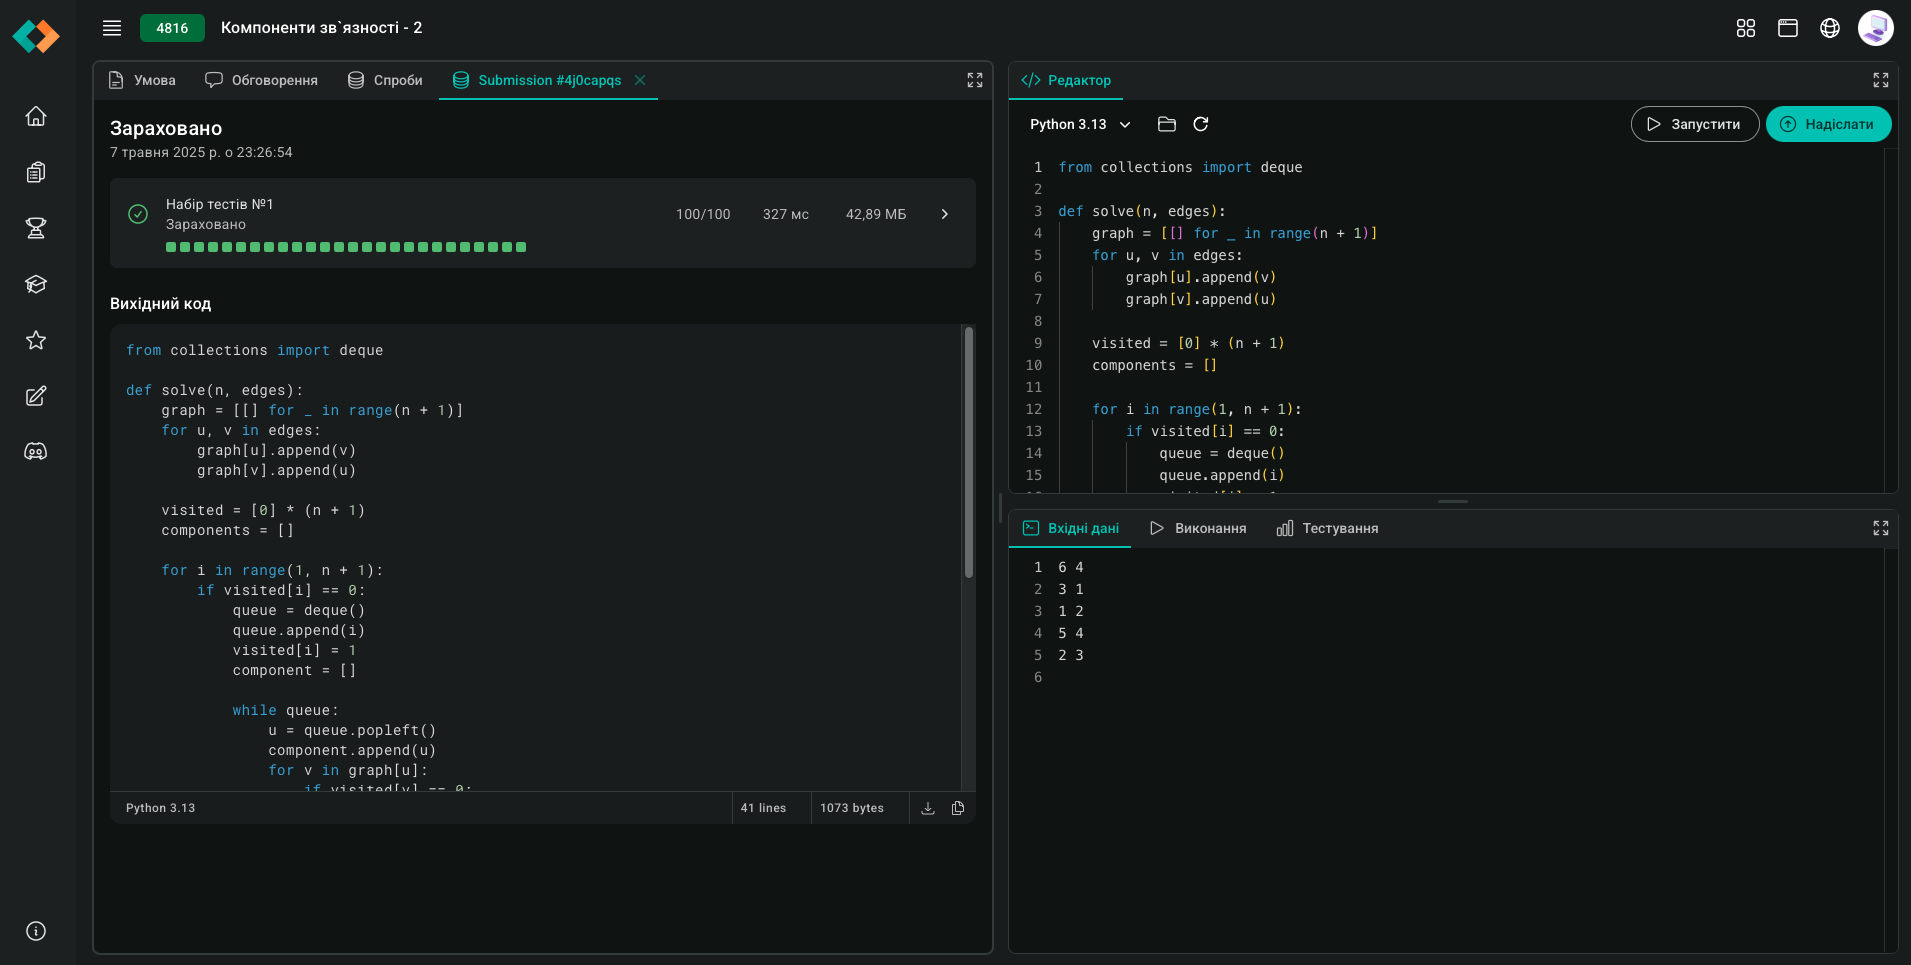 4816 Компоненти зв`язності - 2
Умова Обговорення Спроби Submission #4j0capqs
Зараховано
7 травня 2025 р. о 23:26:54
Набір тестів №1
Зараховано
100/100 327 мс 42,89 МБ
Вихідний код
from collections import deque
def solve(n, edges):
    graph = [[] for _ in range(n + 1)]
    for u, v in edges:
        graph[u].append(v)
        graph[v].append(u)
    visited = [0] * (n + 1)
    components = []
    for i in range(1, n + 1):
        if visited[i] == 0:
            queue = deque()
            queue.append(i)
            visited[i] = 1
            component = []
            while queue:
                u = queue.popleft()
                component.append(u)
                for v in graph[u]:
                    if visited[v] == 0:
Python 3.13 41 lines 1073 bytes
Редактор
Python 3.13 Запустити Надіслати
1 from collections import deque
2
3 def solve(n, edges):
4     graph = [[] for _ in range(n + 1)]
5     for u, v in edges:
6         graph[u].append(v)
7         graph[v].append(u)
8
9     visited = [0] * (n + 1)
10     components = []
11
12     for i in range(1, n + 1):
13         if visited[i] == 0:
14             queue = deque()
15             queue.append(i)
Вхідні дані Виконання Тестування
1 6 4
2 3 1
3 1 2
4 5 4
5 2 3
6